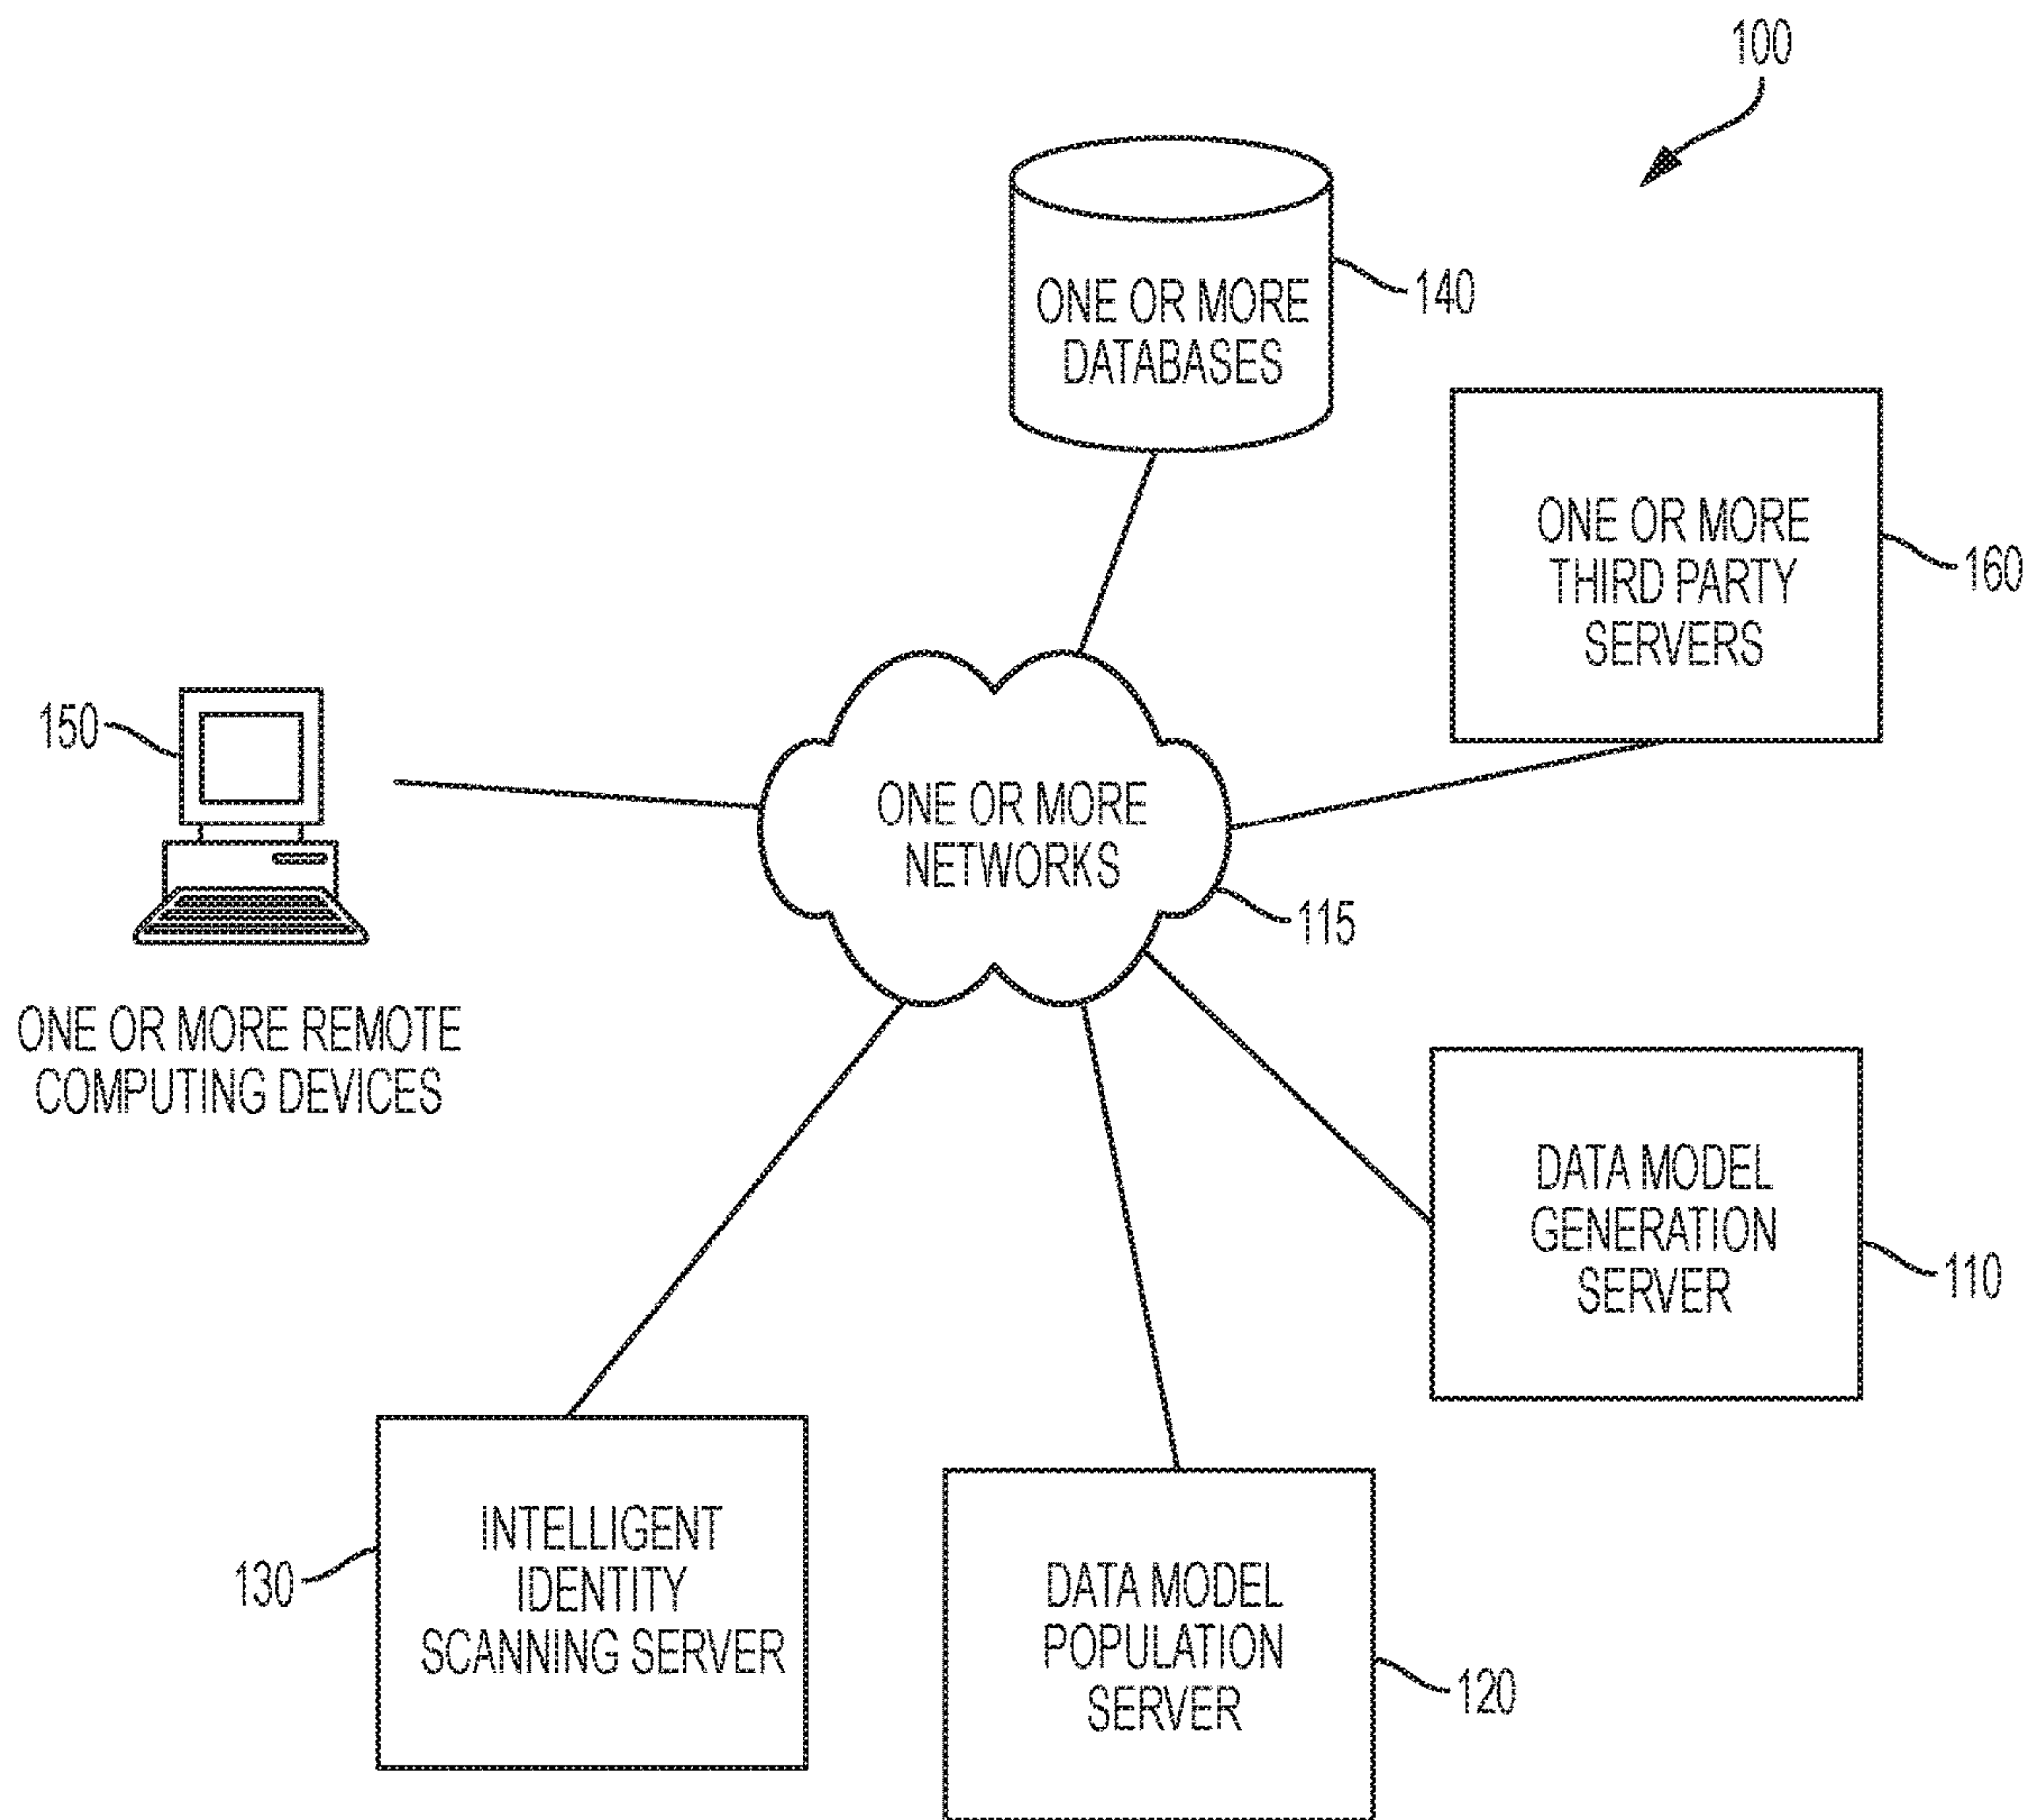 100
ONE OR MORE
DATABASES
140
ONE OR MORE
THIRD PARTY
SERVERS
160
150
ONE OR MORE REMOTE
COMPUTING DEVICES
ONE OR MORE
NETWORKS
115
DATA MODEL
GENERATION
SERVER
110
INTELLIGENT
IDENTITY
SCANNING SERVER
130
DATA MODEL
POPULATION
SERVER
120